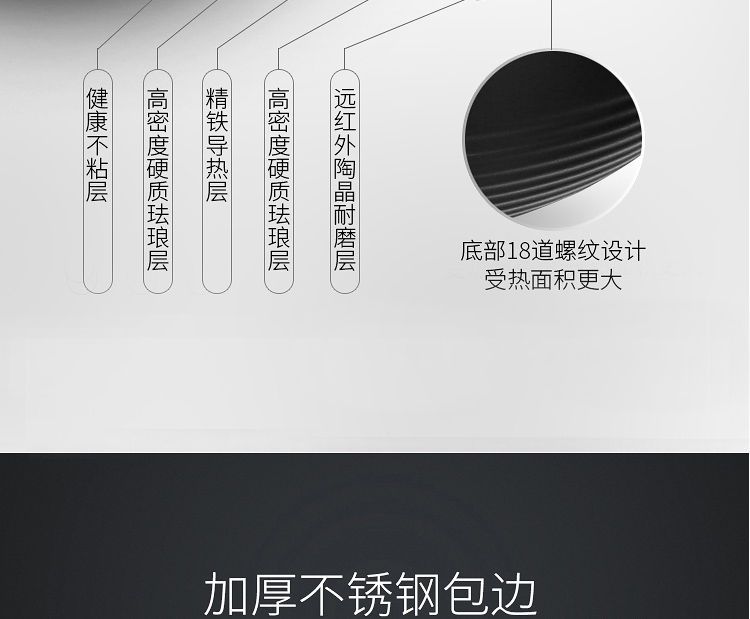 健康不粘层
高密度硬质珐琅层
精铁导热层
高密度硬质珐琅层
远红外陶晶耐磨层
底部18道螺纹设计
受热面积更大
加厚不锈钢包边